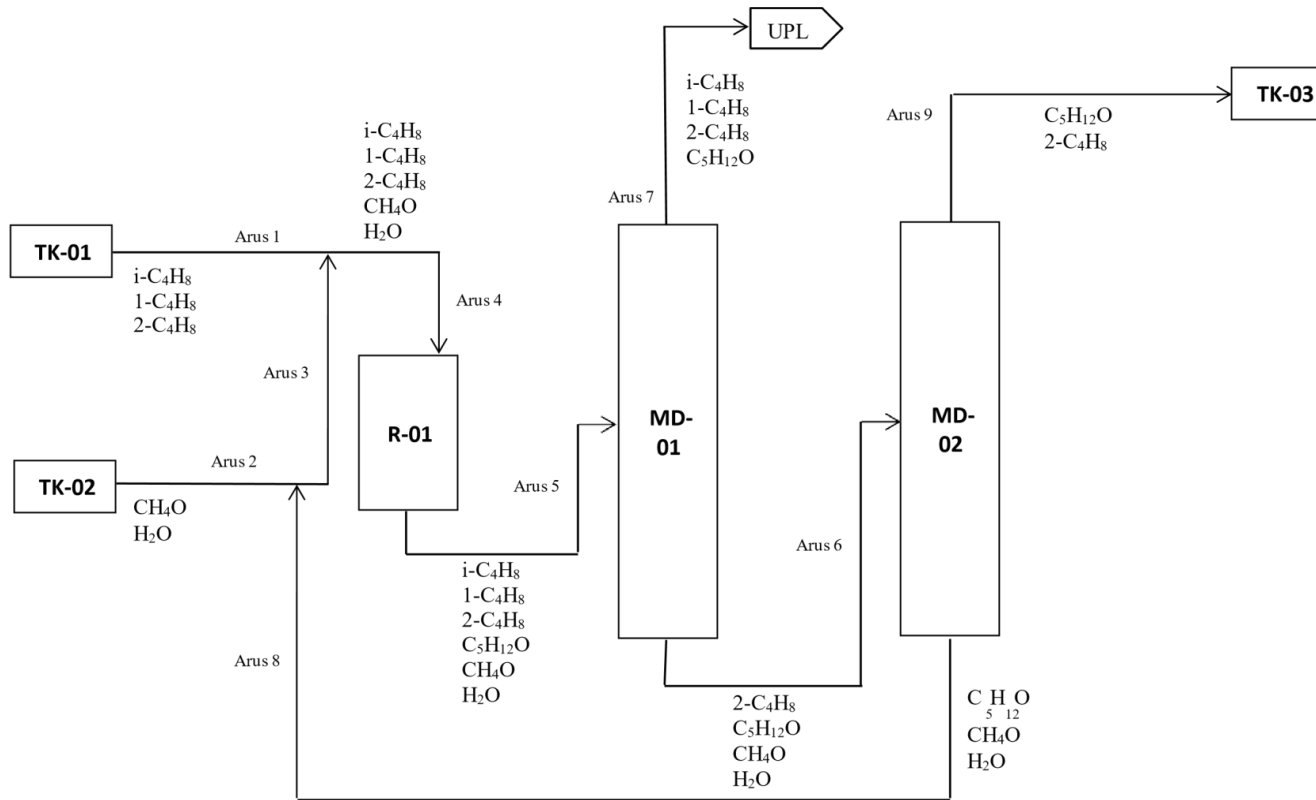 UPL
i-C₄H₈
1-C₄H₈
2-C₄H₈
C₅H₁₂O
Arus 7
Arus 9
C₅H₁₂O
2-C₄H₈
TK-03
i-C₄H₈
1-C₄H₈
2-C₄H₈
CH₄O
H₂O
TK-01
Arus 1
i-C₄H₈
1-C₄H₈
2-C₄H₈
Arus 4
Arus 3
R-01
MD-
01
MD-
02
TK-02
Arus 2
CH₄O
H₂O
Arus 5
Arus 6
i-C₄H₈
1-C₄H₈
2-C₄H₈
C₅H₁₂O
CH₄O
H₂O
Arus 8
2-C₄H₈
C₅H₁₂O
CH₄O
H₂O
C₅H₁₂O
CH₄O
H₂O